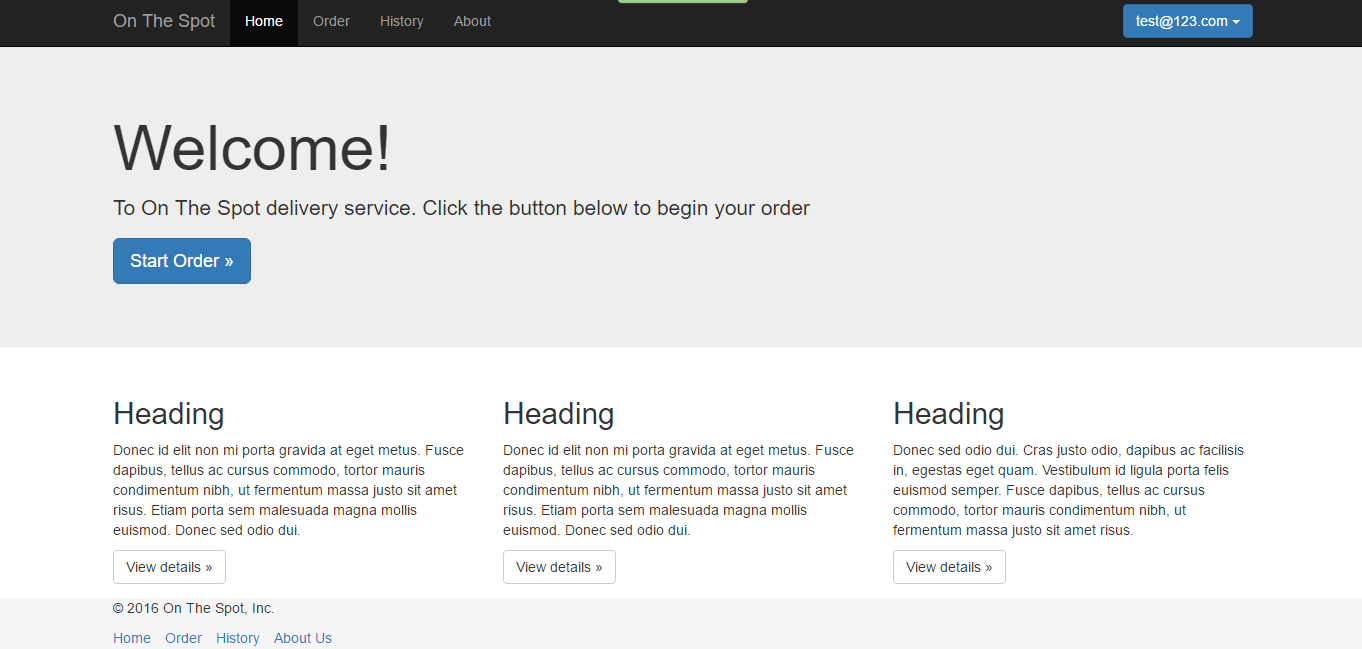 On The Spot Home Order History About test@123.com
Welcome!
To On The Spot delivery service. Click the button below to begin your order
Start Order »
Heading
Donec id elit non mi porta gravida at eget metus. Fusce
dapibus, tellus ac cursus commodo, tortor mauris
condimentum nibh, ut fermentum massa justo sit amet
risus. Etiam porta sem malesuada magna mollis
euismod. Donec sed odio dui.
View details »
Heading
Donec id elit non mi porta gravida at eget metus. Fusce
dapibus, tellus ac cursus commodo, tortor mauris
condimentum nibh, ut fermentum massa justo sit amet
risus. Etiam porta sem malesuada magna mollis
euismod. Donec sed odio dui.
View details »
Heading
Donec sed odio dui. Cras justo odio, dapibus ac facilisis
in, egestas eget quam. Vestibulum id ligula porta felis
euismod semper. Fusce dapibus, tellus ac cursus
commodo, tortor mauris condimentum nibh, ut
fermentum massa justo sit amet risus.
View details »
© 2016 On The Spot, Inc.
Home Order History About Us